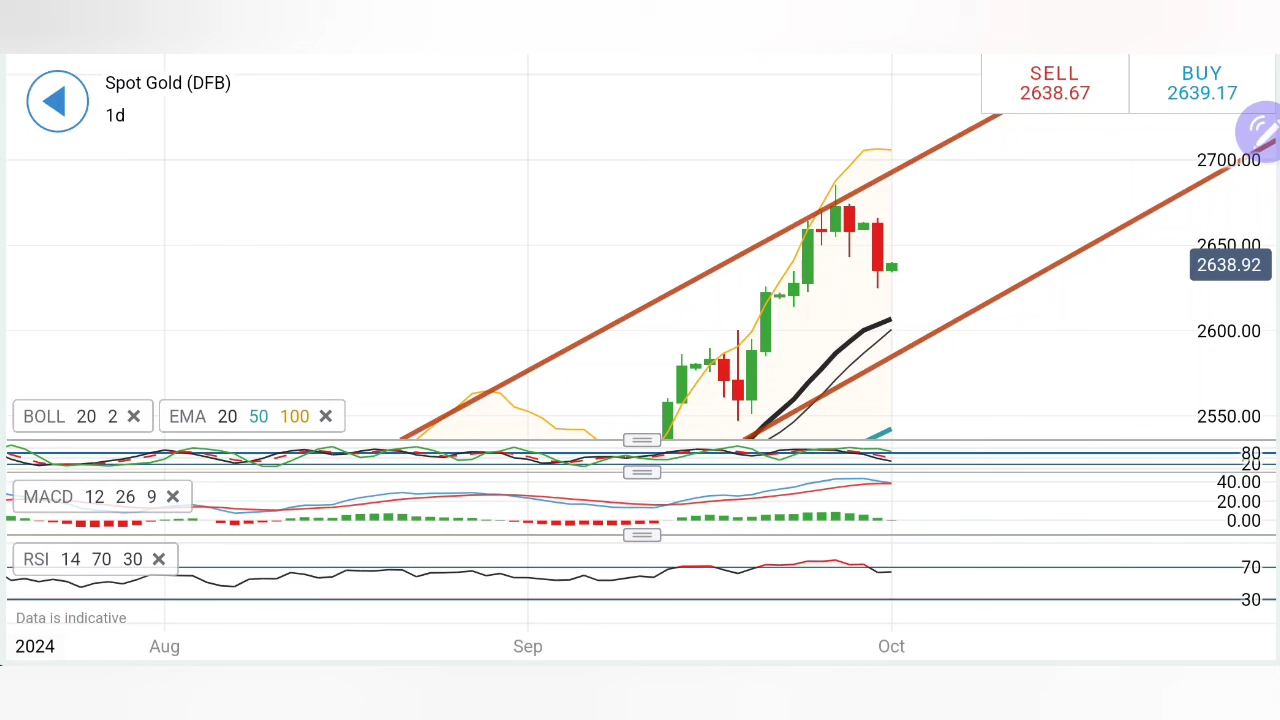 Spot Gold (DFB)
1d
SELL
2638.67
BUY
2639.17
2700.00
2650.00
2638.92
2600.00
2550.00
BOLL 20 2
EMA 20 50 100
80
20
MACD 12 26 9
40.00
20.00
0.00
RSI 14 70 30
70
30
Data is indicative
2024 Aug Sep Oct